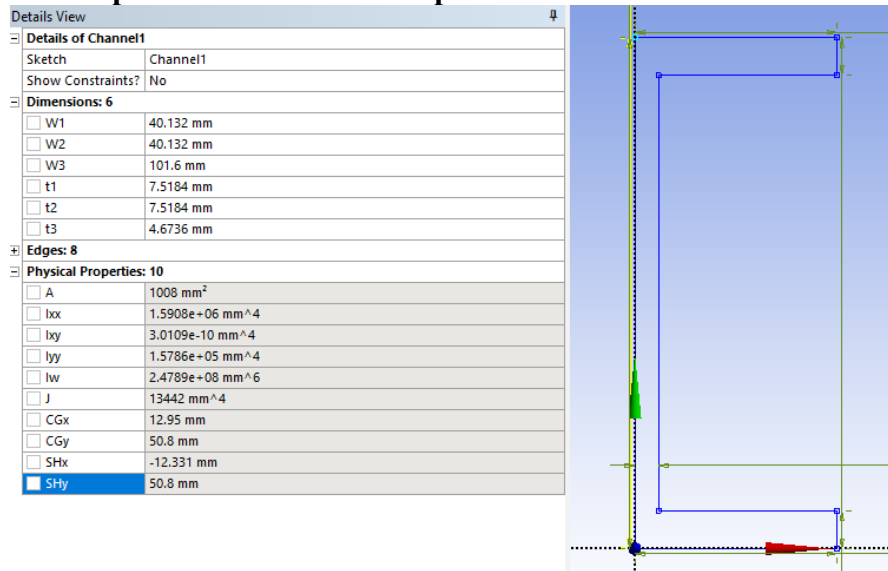 Details View
Details of Channel1
Sketch Channel1
Show Constraints? No
Dimensions: 6
W1 40.132 mm
W2 40.132 mm
W3 101.6 mm
t1 7.5184 mm
t2 7.5184 mm
t3 4.6736 mm
Edges: 8
Physical Properties: 10
A 1008 mm²
Ixx 1.5908e+06 mm^4
Ixy 3.0109e-10 mm^4
Iyy 1.5786e+05 mm^4
Iw 2.4789e+08 mm^6
J 13442 mm^4
CGx 12.95 mm
CGy 50.8 mm
SHx -12.331 mm
SHy 50.8 mm